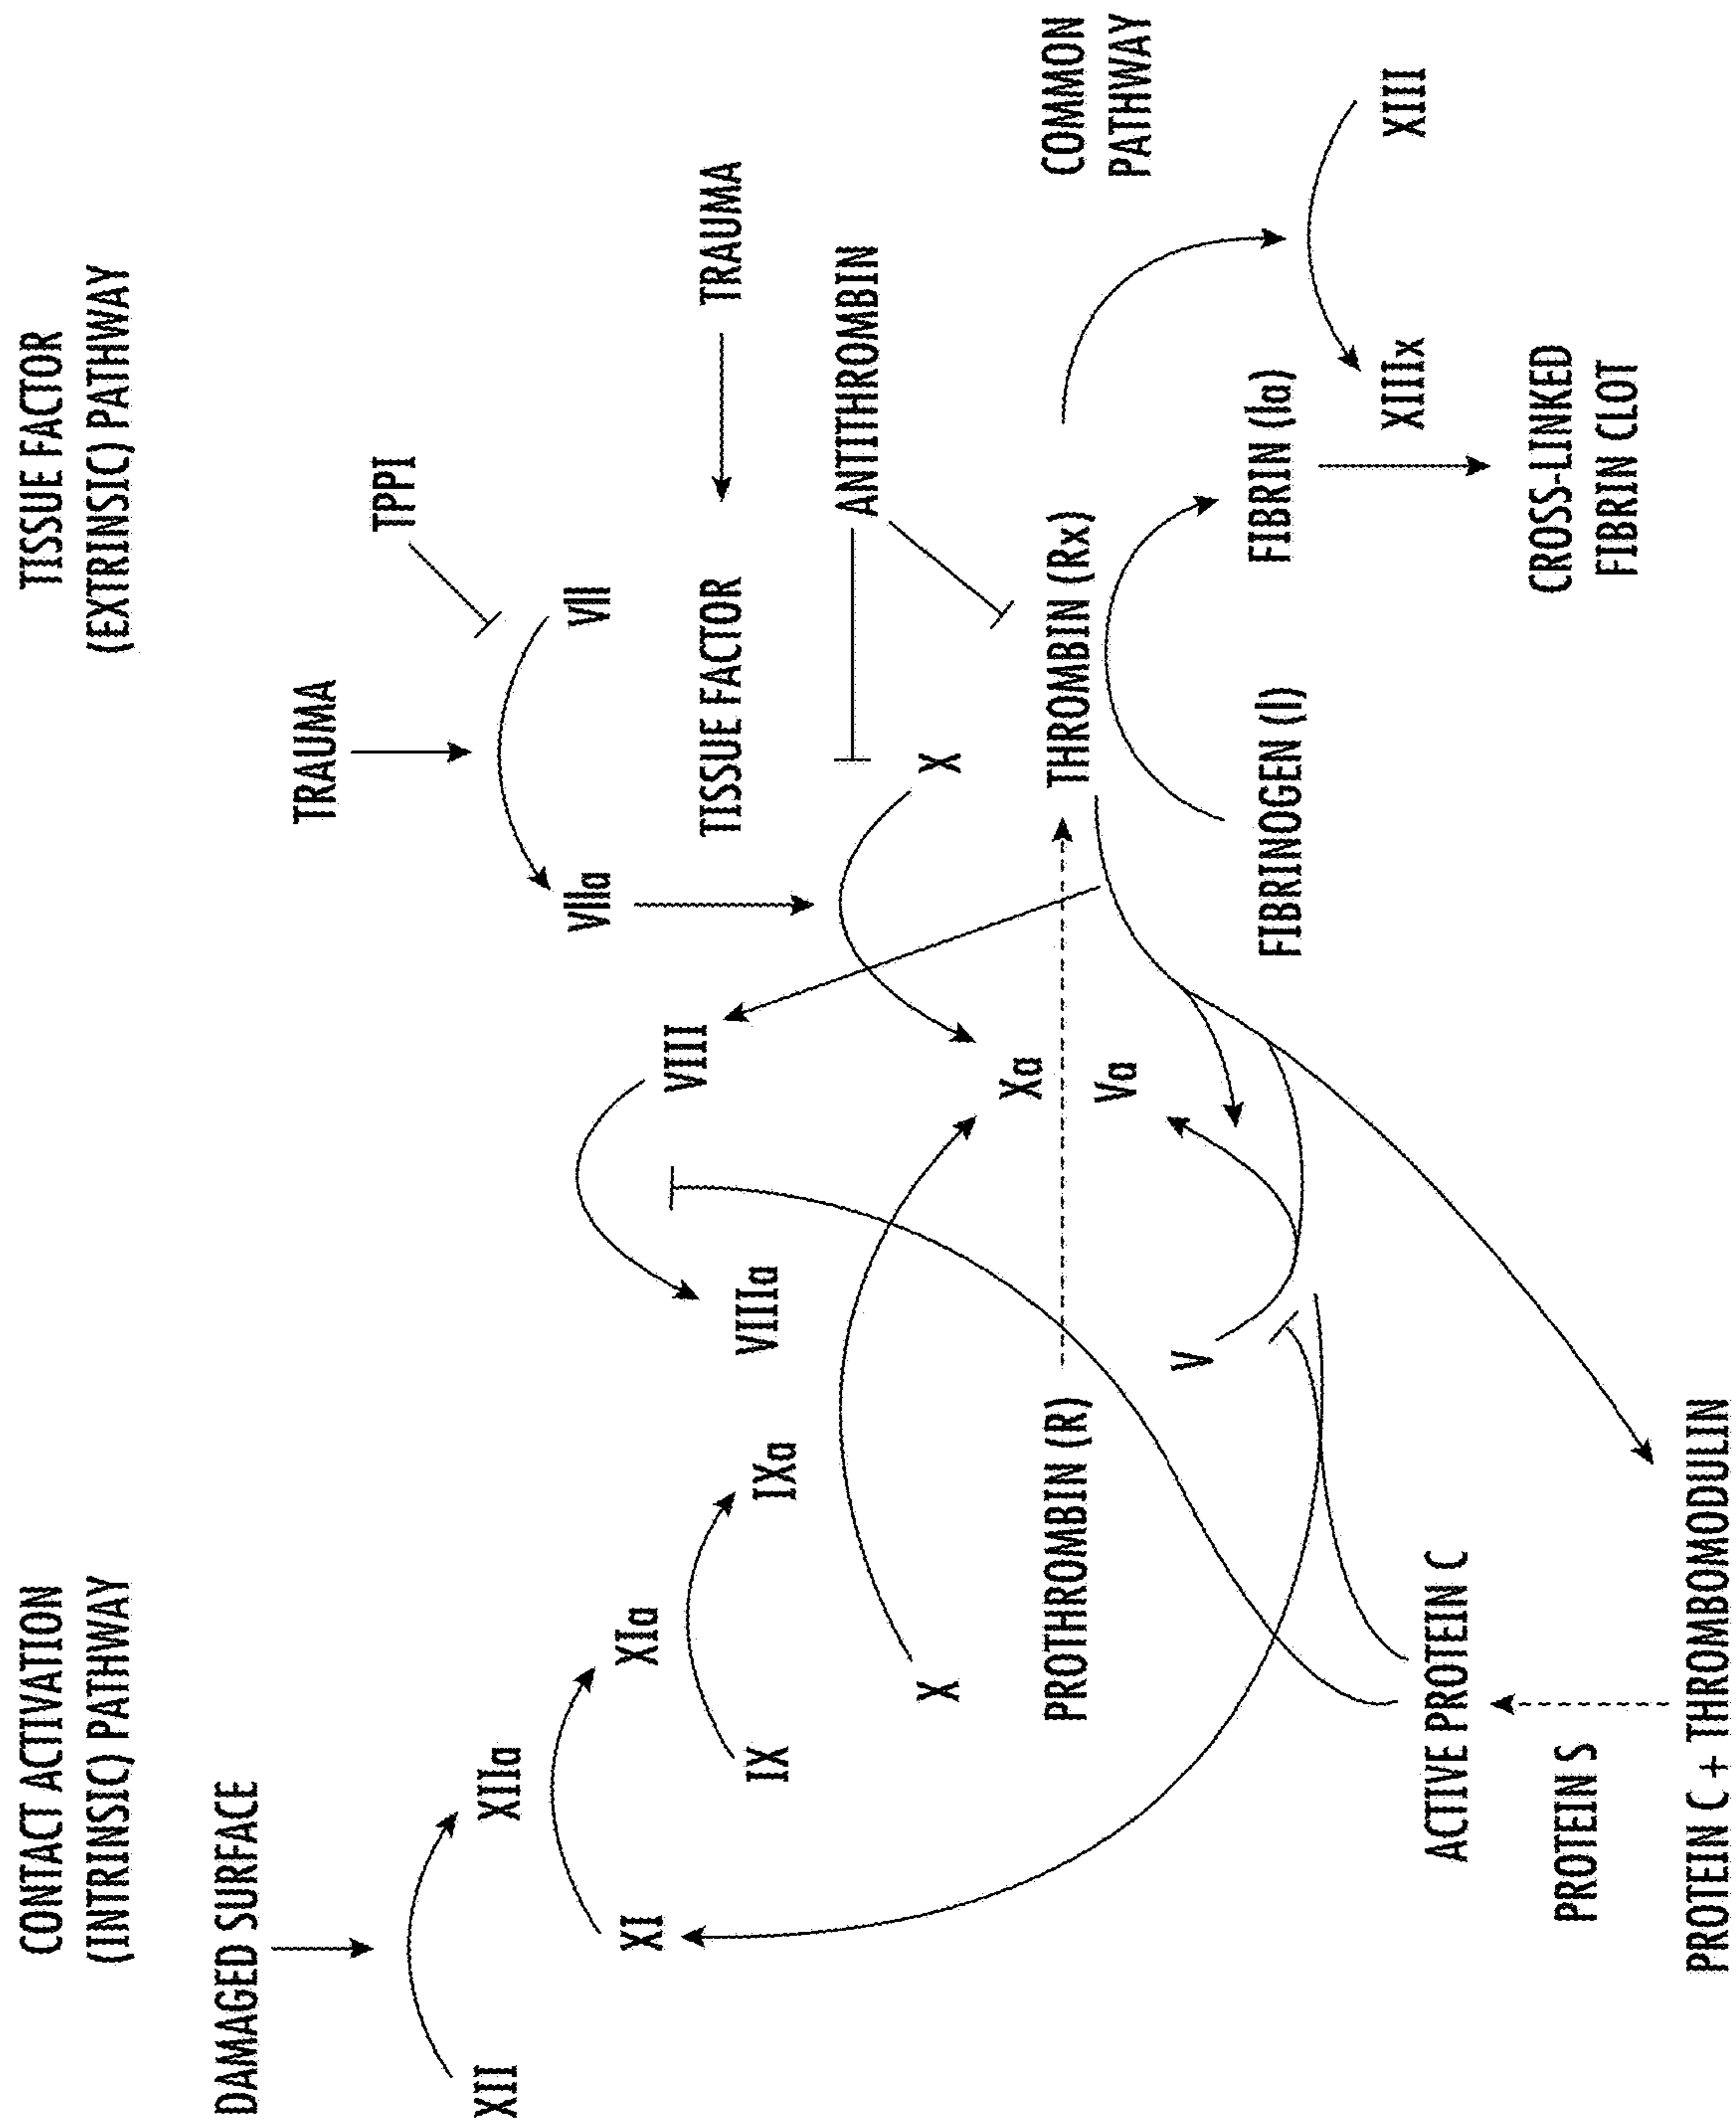 CONTACT ACTIVATION
(INTRINSIC) PATHWAY
TISSUE FACTOR
(EXTRINSIC) PATHWAY
DAMAGED SURFACE
TRAUMA
TPPI
XII
XIIa
VIIa
VII
XI
XIa
VIII
TISSUE FACTOR
TRAUMA
IX
IXa
VIIIa
ANTITHROMBIN
X
X
Xa
PROTHROMBIN (R)
THROMBIN (Rx)
COMMON
PATHWAY
Va
V
FIBRINOGEN (I)
FIBRIN (Ia)
XIIIx
XIII
ACTIVE PROTEIN C
CROSS-LINKED
FIBRIN CLOT
PROTEIN S
PROTEIN C + THROMBOMODULIN